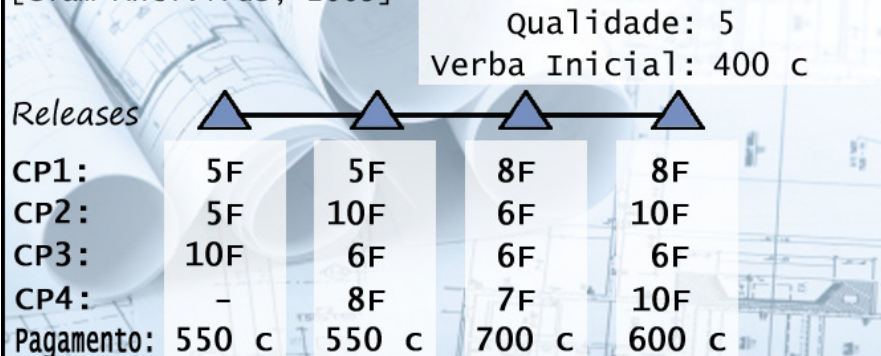 Qualidade: 5
Verba Inicial: 400 c
Releases
CP1: 5F 5F 8F 8F
CP2: 5F 10F 6F 10F
CP3: 10F 6F 6F 6F
CP4: – 8F 7F 10F
Pagamento: 550 c 550 c 700 c 600 c